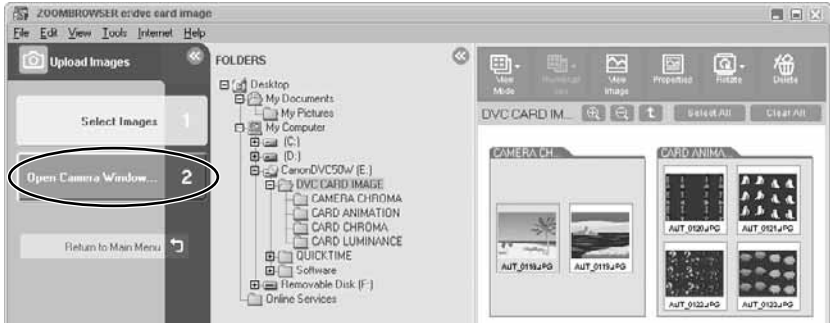 ZOOMBROWSER e:\dvc card image
File Edit View Tools Internet Help
Upload Images
Select Images 1
Open Camera Window... 2
Return to Main Menu
FOLDERS
Desktop
My Documents
My Pictures
My Computer
(C:)
(D:)
CanonDVC50W (E:)
DVC CARD IMAGE
CAMERA CHROMA
CARD ANIMATION
CARD CHROMA
CARD LUMINANCE
QUICKTIME
Software
Removable Disk (F:)
Online Services
View Mode
View Image
Properties
Rotate
Delete
DVC CARD IM...
Select All
Clear All
CAMERA CH...
CARD ANIMA...
AUT_0118.JPG
AUT_0119.JPG
AUT_0120.JPG
AUT_0121.JPG
AUT_0122.JPG
AUT_0123.JPG